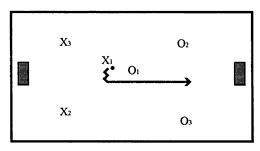 X₃ O₂
X₁ O₁
X₂ O₃